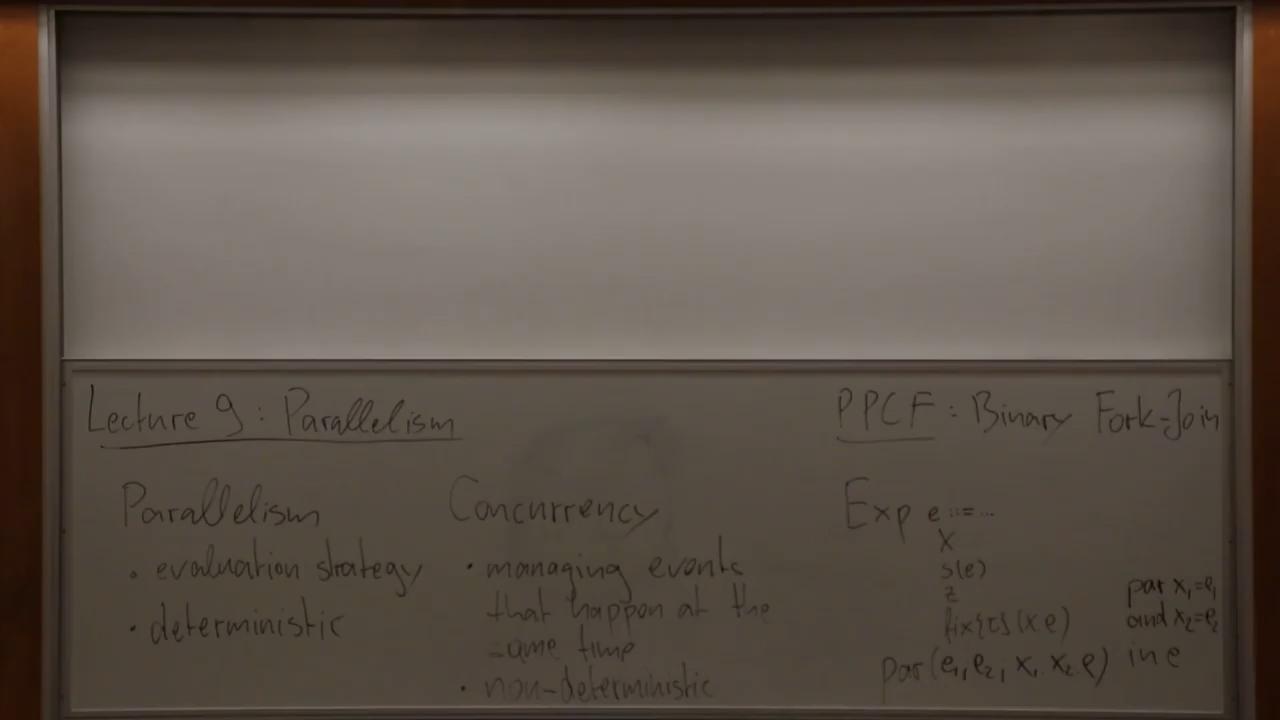 Lecture 9 : Parallelism
Parallelism
• evaluation strategy
• deterministic
Concurrency
• managing events
that happen at the
same time
• non-deterministic
PPCF : Binary Fork-Join
Exp e ::= ...
x
s(e)
z
fix{τ}(x.e)
par(e₁, e₂, x₁.x₂.e)
par x₁=e₁
and x₂=e₂
in e